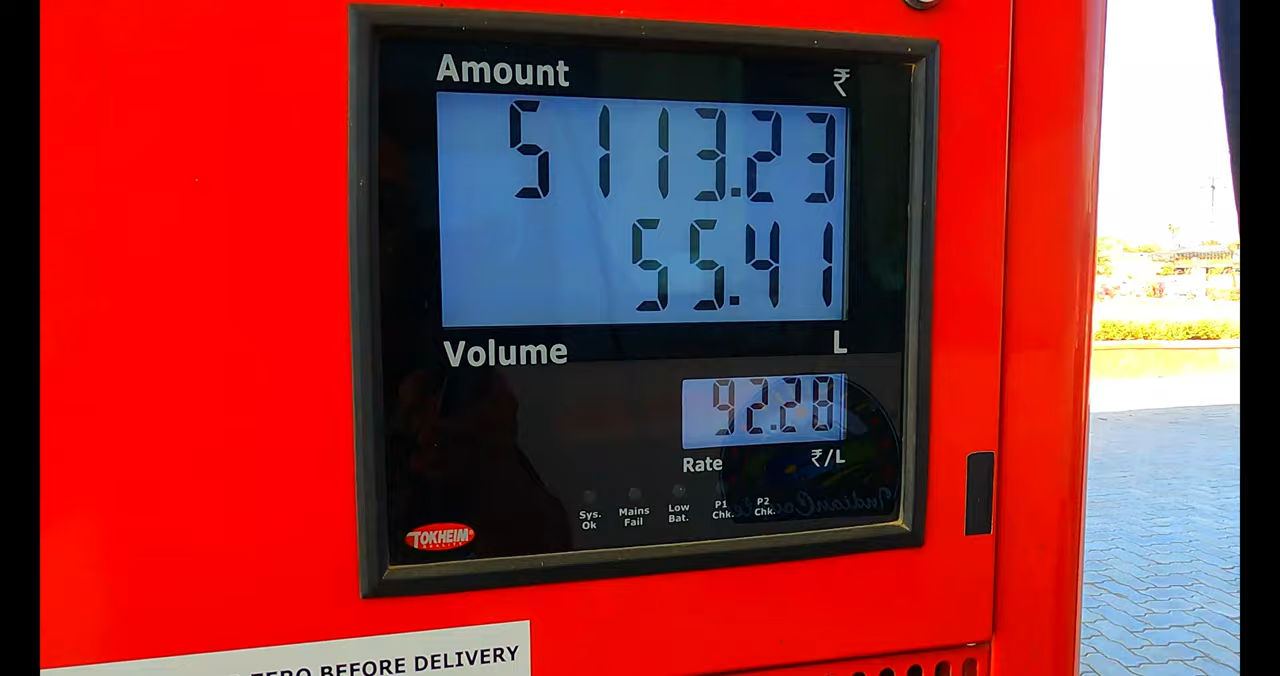 Amount ₹
5113.23
55.41
Volume L
92.28
Rate ₹/L
Sys. Ok Mains Fail Low Bat. P1 Chk. P2 Chk.
TOKHEIM
BEFORE DELIVERY